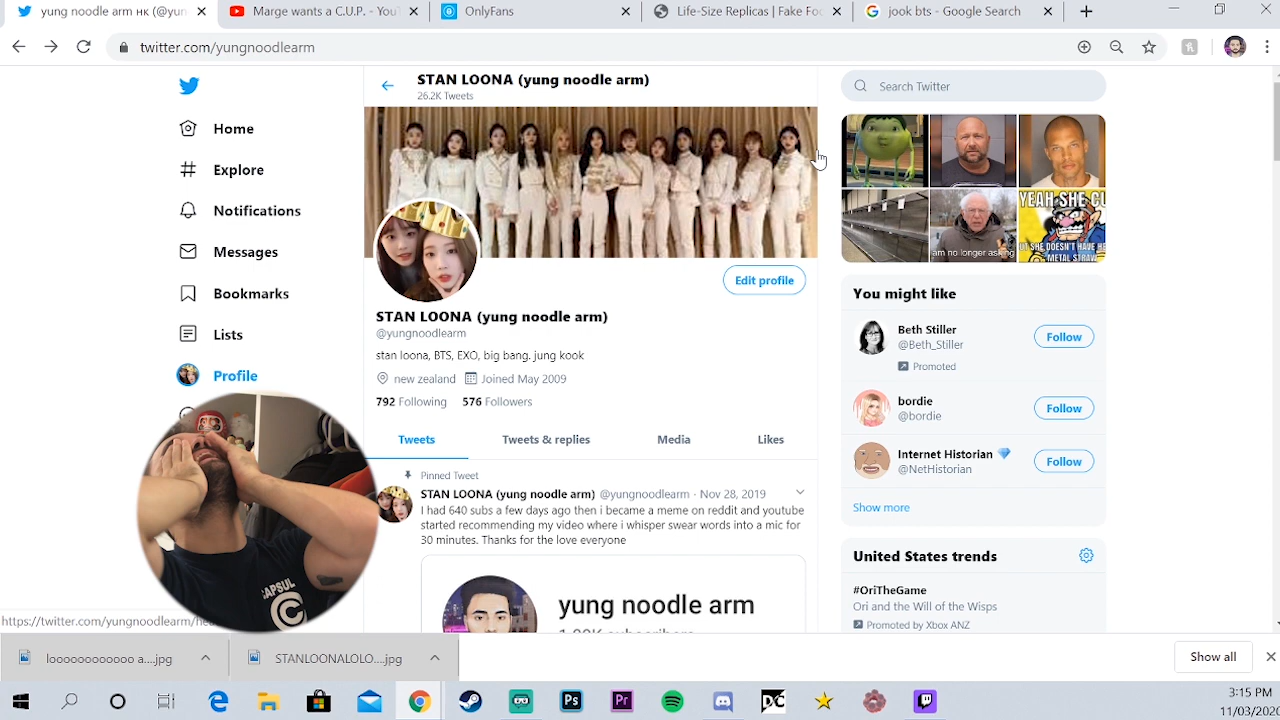 yung noodle arm нк (@yun
Marge wants a C.U.P. - You
OnlyFans
Life-Size Replicas | Fake Foo
jook bts - Google Search
twitter.com/yungnoodlearm
STAN LOONA (yung noodle arm)
26.2K Tweets
Search Twitter
Home
Explore
Notifications
Messages
Bookmarks
Lists
Profile
Edit profile
STAN LOONA (yung noodle arm)
@yungnoodlearm
stan loona, BTS, EXO, big bang. jung kook
new zealand Joined May 2009
792 Following 576 Followers
Tweets Tweets & replies Media Likes
Pinned Tweet
STAN LOONA (yung noodle arm) @yungnoodlearm · Nov 28, 2019
I had 640 subs a few days ago then i became a meme on reddit and youtube
started recommending my video where i whisper swear words into a mic for
30 minutes. Thanks for the love everyone
yung noodle arm
YEAH SHE CU
am no longer asking
UT SHE DOESN'T HAVE HE
METAL STRAW
You might like
Beth Stiller
@Beth_Stiller
Promoted
Follow
bordie
@bordie
Follow
Internet Historian
@NetHistorian
Follow
Show more
United States trends
#OriTheGame
Ori and the Will of the Wisps
Promoted by Xbox ANZ
CAPSUL
https://twitter.com/yungnoodlearm/hea
looooooooooo a....jpg
STANLOONALOLO....jpg
Show all
Ps
Pr
DC
3:15 PM
11/03/2020